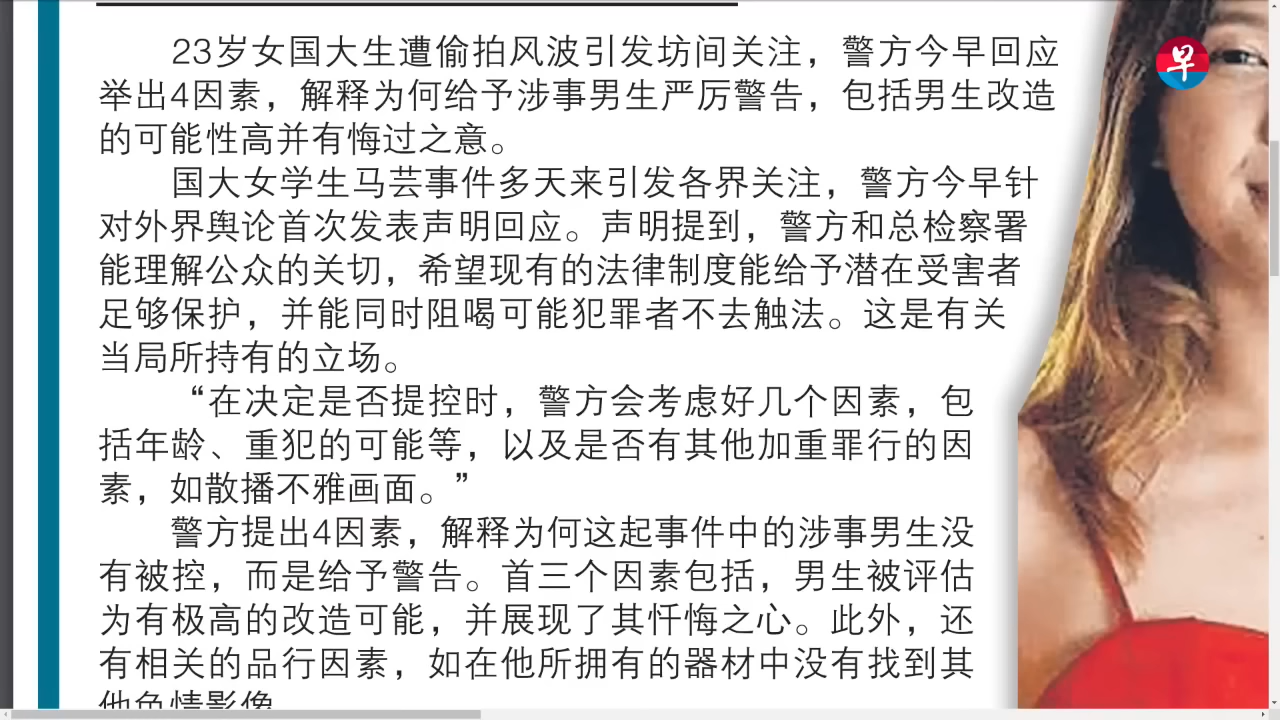 23岁女国大生遭偷拍风波引发坊间关注，警方今早回应
举出4因素，解释为何给予涉事男生严厉警告，包括男生改造
的可能性高并有悔过之意。
国大女学生马芸事件多天来引发各界关注，警方今早针
对外界舆论首次发表声明回应。声明提到，警方和总检察署
能理解公众的关切，希望现有的法律制度能给予潜在受害者
足够保护，并能同时阻喝可能犯罪者不去触法。这是有关
当局所持有的立场。
“在决定是否提控时，警方会考虑好几个因素，包
括年龄、重犯的可能等，以及是否有其他加重罪行的因
素，如散播不雅画面。”
警方提出4因素，解释为何这起事件中的涉事男生没
有被控，而是给予警告。首三个因素包括，男生被评估
为有极高的改造可能，并展现了其忏悔之心。此外，还
有相关的品行因素，如在他所拥有的器材中没有找到其
他色情影像
早